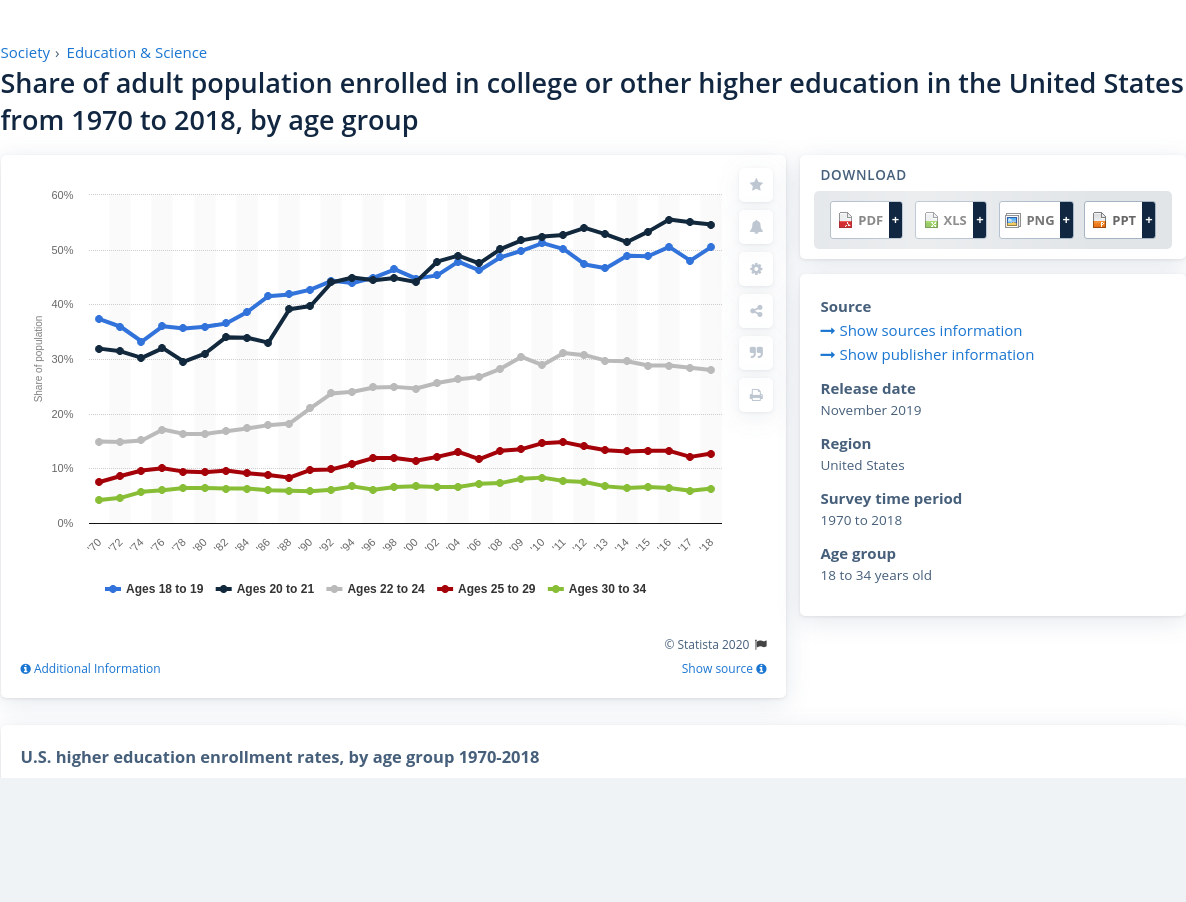 Society › Education & Science
Share of adult population enrolled in college or other higher education in the United States
from 1970 to 2018, by age group
60%
50%
40%
30%
20%
10%
0%
Share of population
'70 '72 '74 '76 '78 '80 '82 '84 '86 '88 '90 '92 '94 '96 '98 '00 '02 '04 '06 '08 '09 '10 '11 '12 '13 '14 '15 '16 '17 '18
Ages 18 to 19 Ages 20 to 21 Ages 22 to 24 Ages 25 to 29 Ages 30 to 34
© Statista 2020
Additional Information
Show source
DOWNLOAD
PDF + XLS + PNG + PPT +
Source
Show sources information
Show publisher information
Release date
November 2019
Region
United States
Survey time period
1970 to 2018
Age group
18 to 34 years old
U.S. higher education enrollment rates, by age group 1970-2018